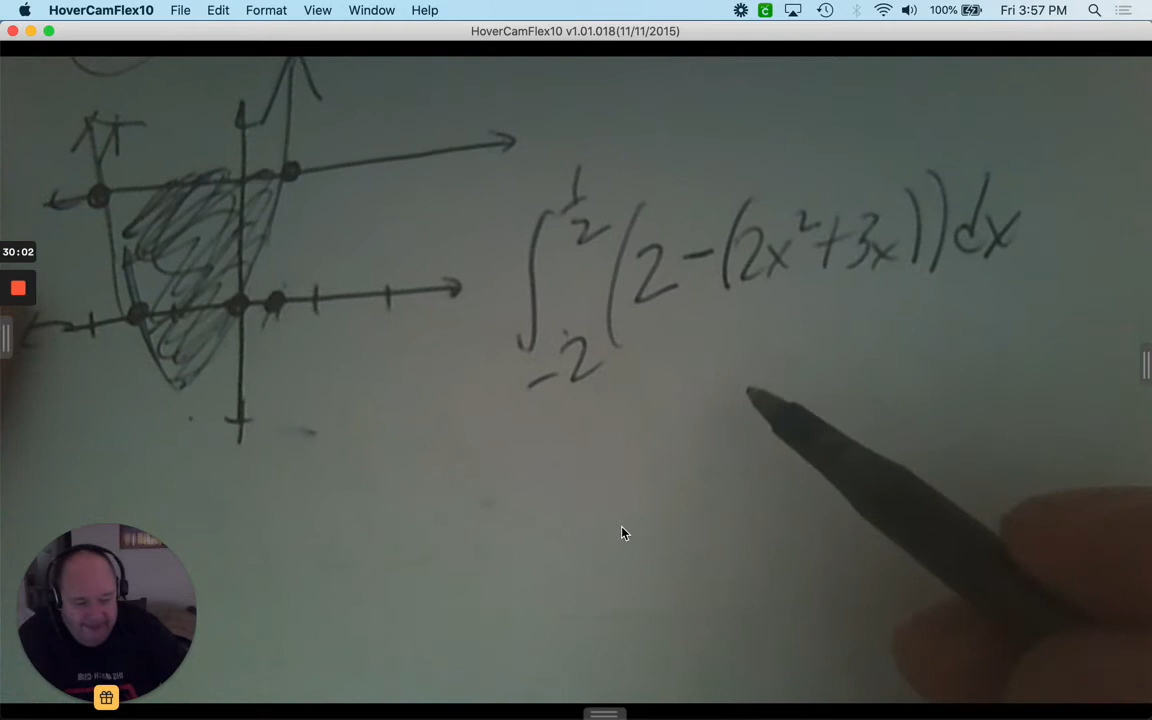 HoverCamFlex10 File Edit Format View Window Help 100% Fri 3:57 PM
HoverCamFlex10 v1.01.018(11/11/2015)
30:02
∫_{-2}^{1/2} (2-(2x²+3x))dx